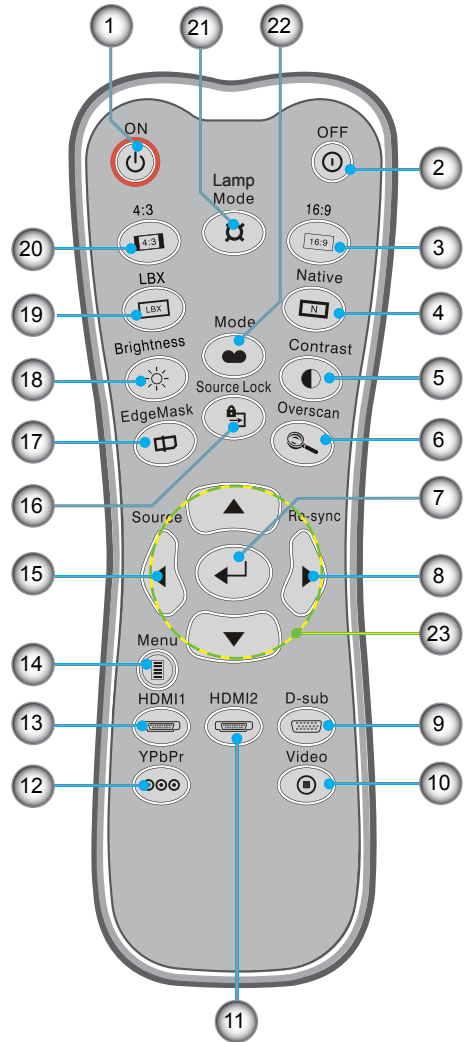 1
21
22
ON
OFF
2
Lamp
Mode
4:3
16:9
20
4:3
16:9
3
LBX
Native
19
LBX
N
4
Mode
Brightness
Contrast
18
5
Source Lock
EdgeMask
Overscan
17
6
16
7
Source
Re-sync
15
8
23
Menu
14
HDMI1
HDMI2
D-sub
13
9
YPbPr
Video
12
10
11